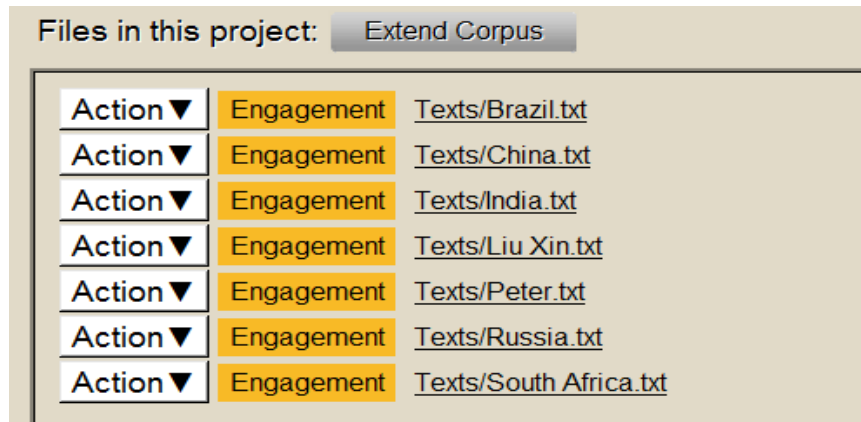 Files in this project: Extend Corpus
Action▼ Engagement Texts/Brazil.txt
Action▼ Engagement Texts/China.txt
Action▼ Engagement Texts/India.txt
Action▼ Engagement Texts/Liu Xin.txt
Action▼ Engagement Texts/Peter.txt
Action▼ Engagement Texts/Russia.txt
Action▼ Engagement Texts/South Africa.txt